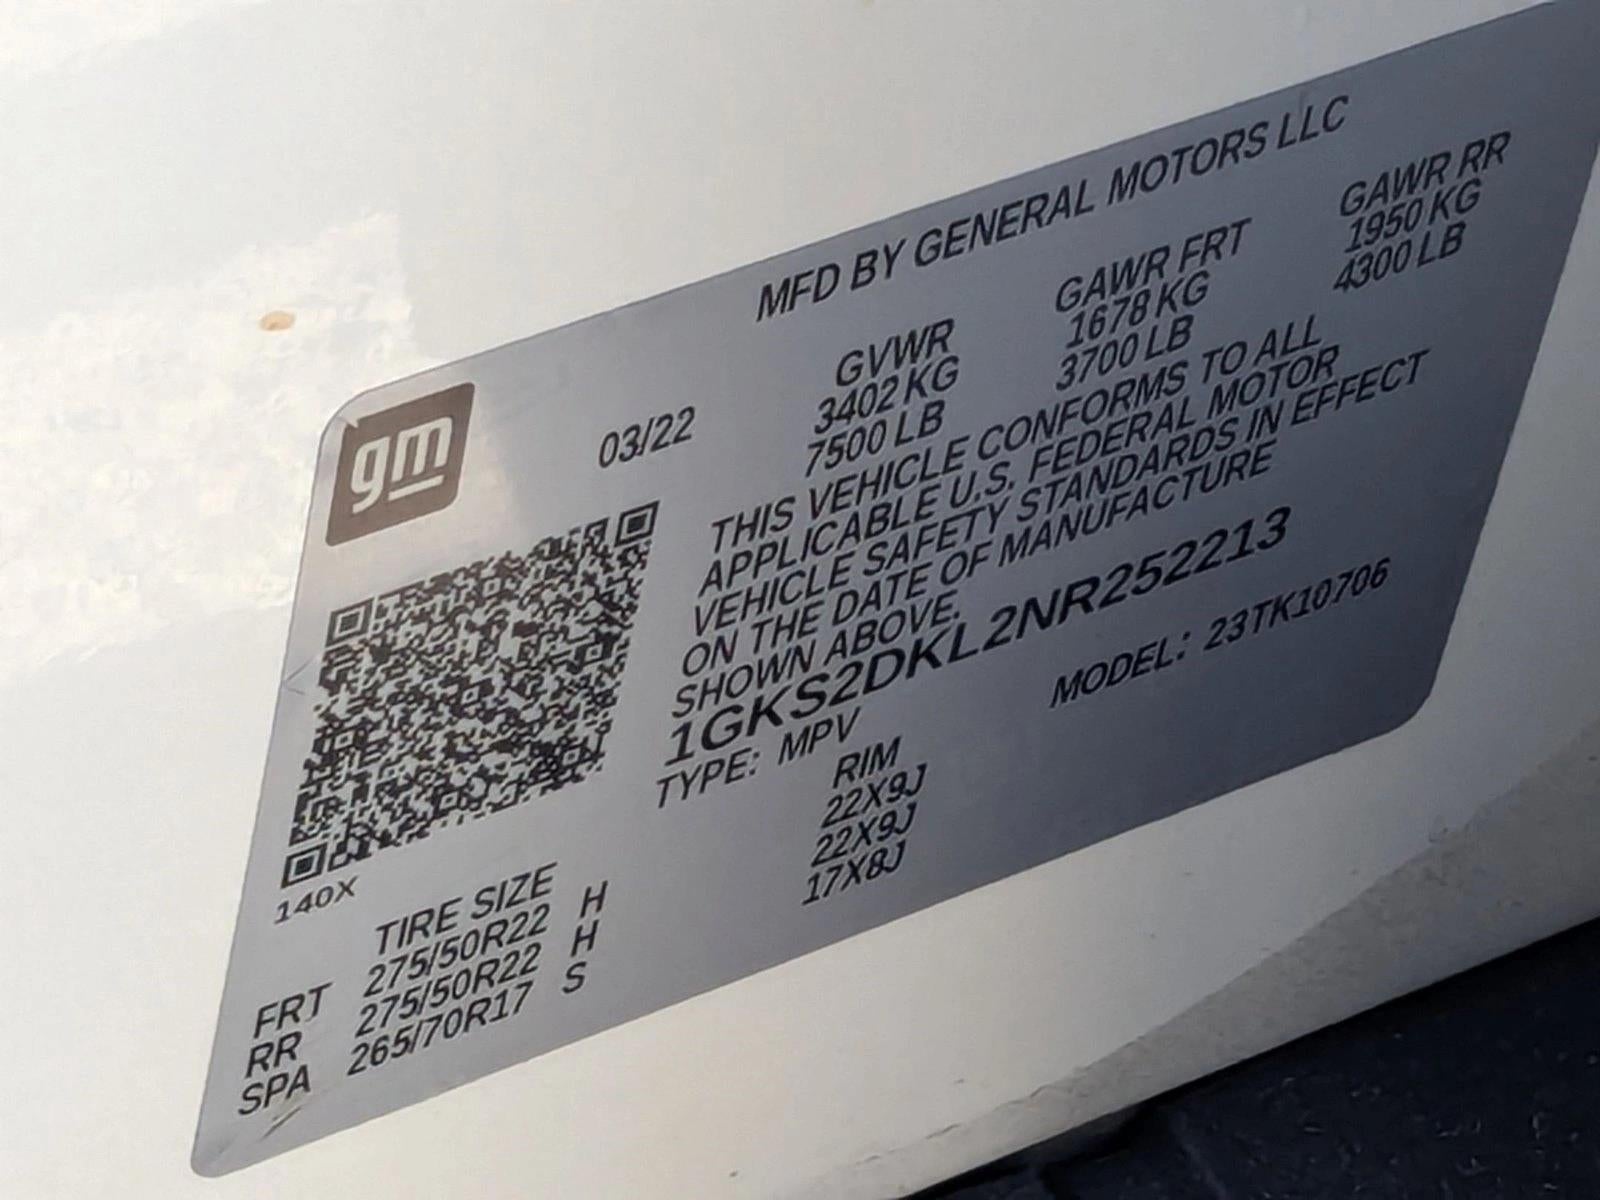 MFD BY GENERAL MOTORS LLC
gm
03/22
GVWR GAWR FRT GAWR RR
3402 KG 1678 KG 1950 KG
7500 LB 3700 LB 4300 LB
THIS VEHICLE CONFORMS TO ALL
APPLICABLE U.S. FEDERAL MOTOR
VEHICLE SAFETY STANDARDS IN EFFECT
ON THE DATE OF MANUFACTURE
SHOWN ABOVE.
1GKS2DKL2NR252213
TYPE: MPV MODEL: 23TK10706
140X
TIRE SIZE RIM
FRT 275/50R22 H 22X9J
RR 275/50R22 H 22X9J
SPA 265/70R17 S 17X8J